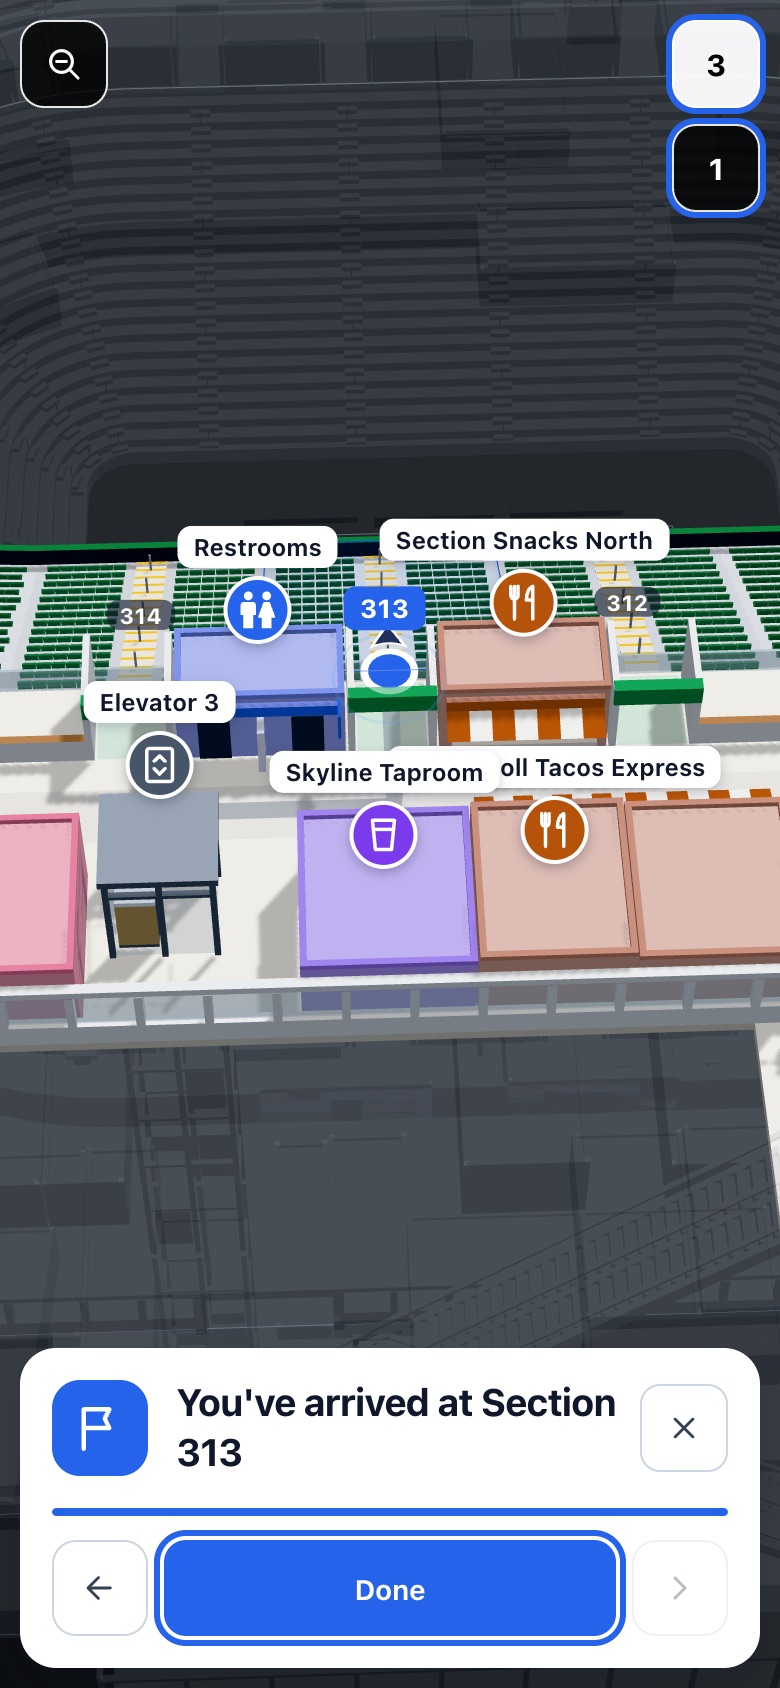 3
1
Restrooms
Section Snacks North
314
313
312
Elevator 3
Skyline Taproom
oll Tacos Express
You've arrived at Section
313
Done